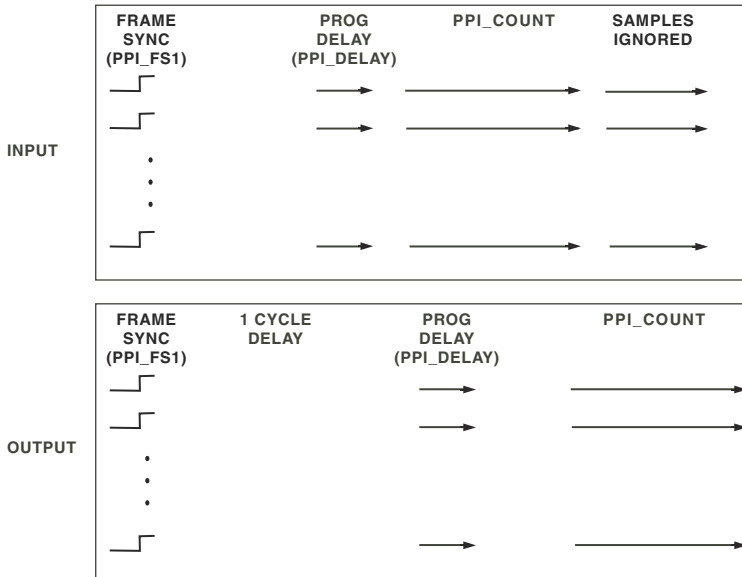 FRAME
SYNC
(PPI_FS1)
PROG
DELAY
(PPI_DELAY)
PPI_COUNT
SAMPLES
IGNORED
INPUT
FRAME
SYNC
(PPI_FS1)
1 CYCLE
DELAY
PROG
DELAY
(PPI_DELAY)
PPI_COUNT
OUTPUT